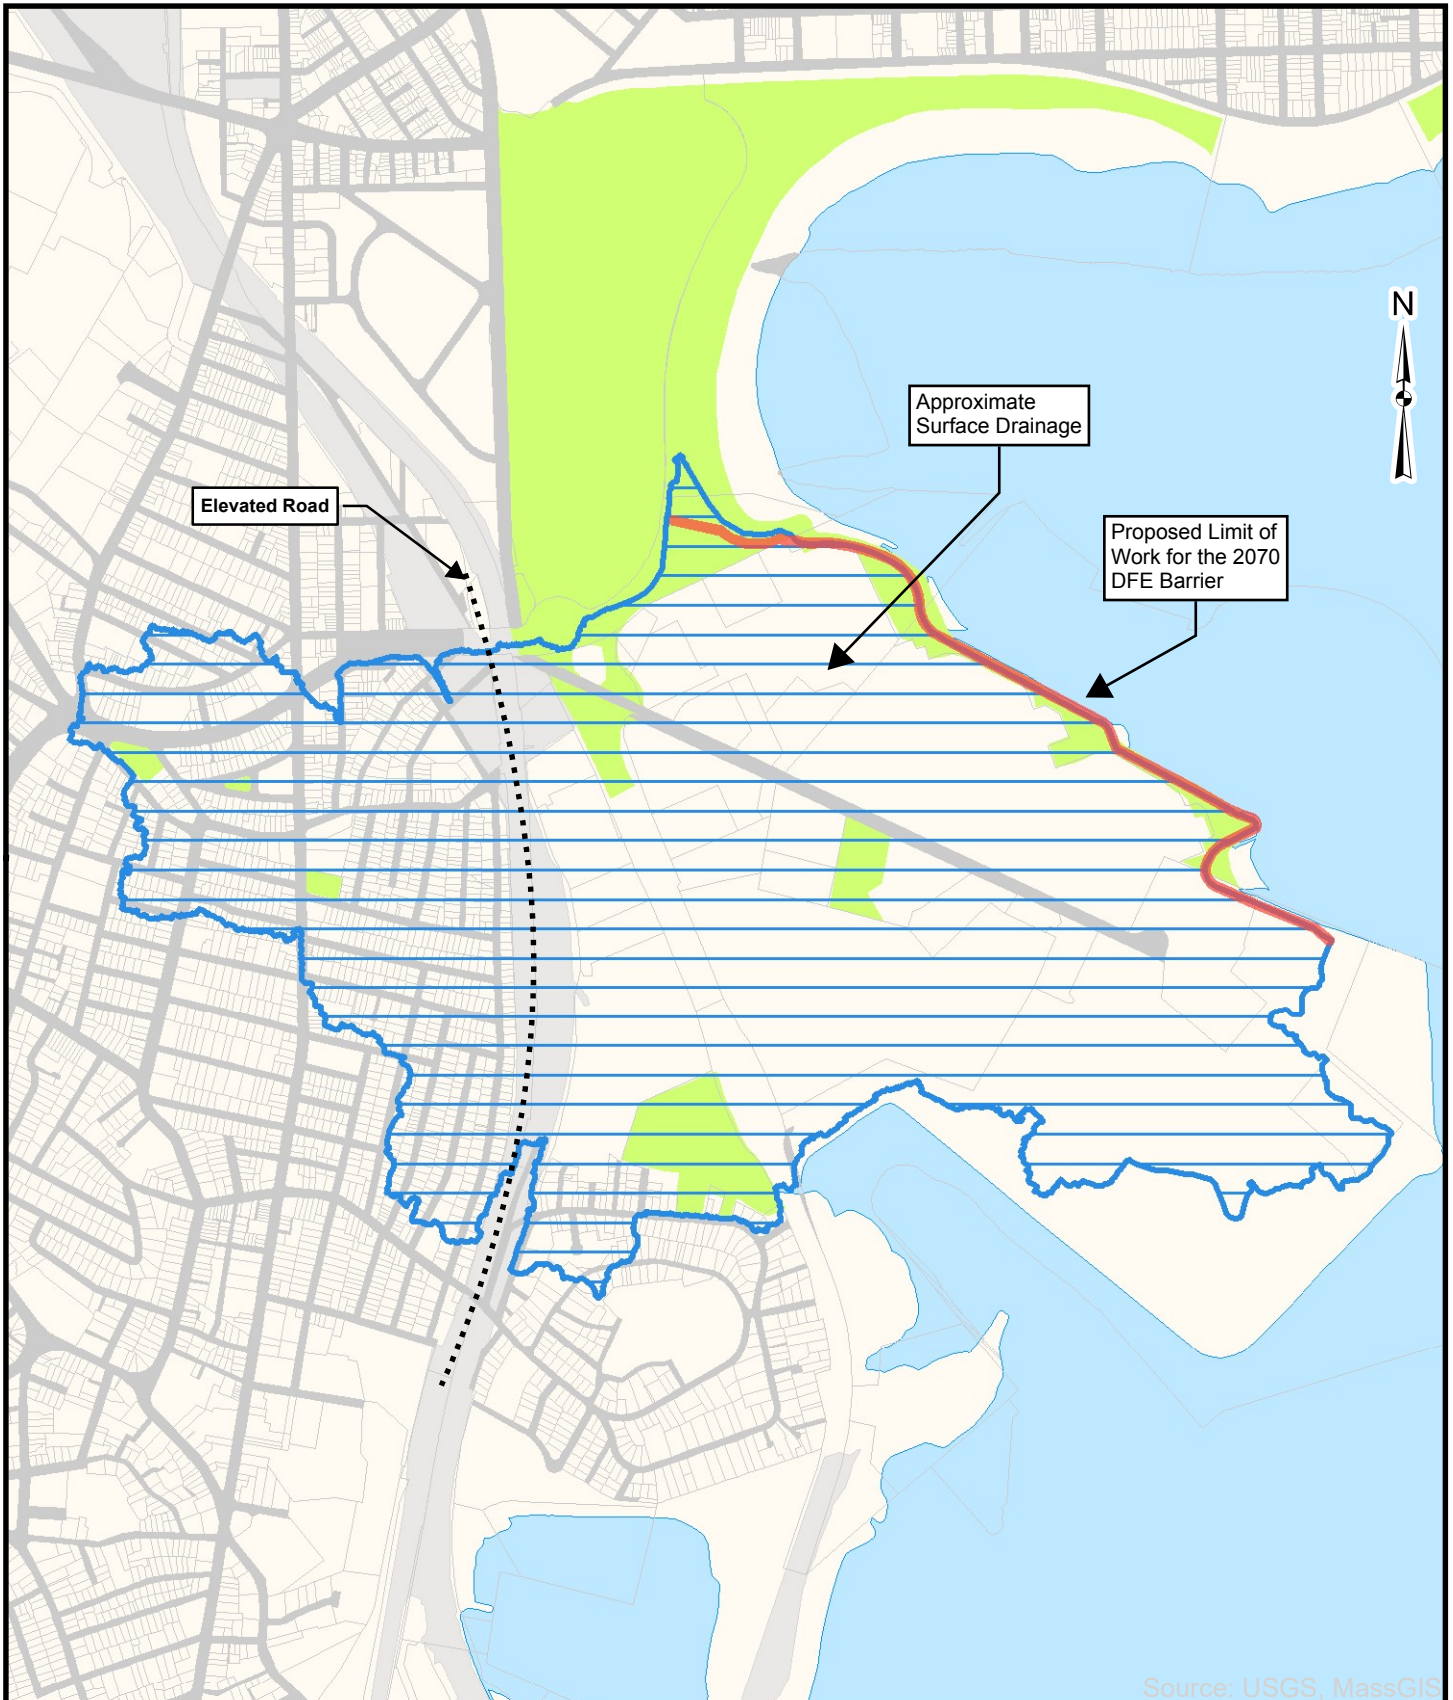 N
Approximate
Surface Drainage
Elevated Road
Proposed Limit of
Work for the 2070
DFE Barrier
Source: USGS, MassGIS